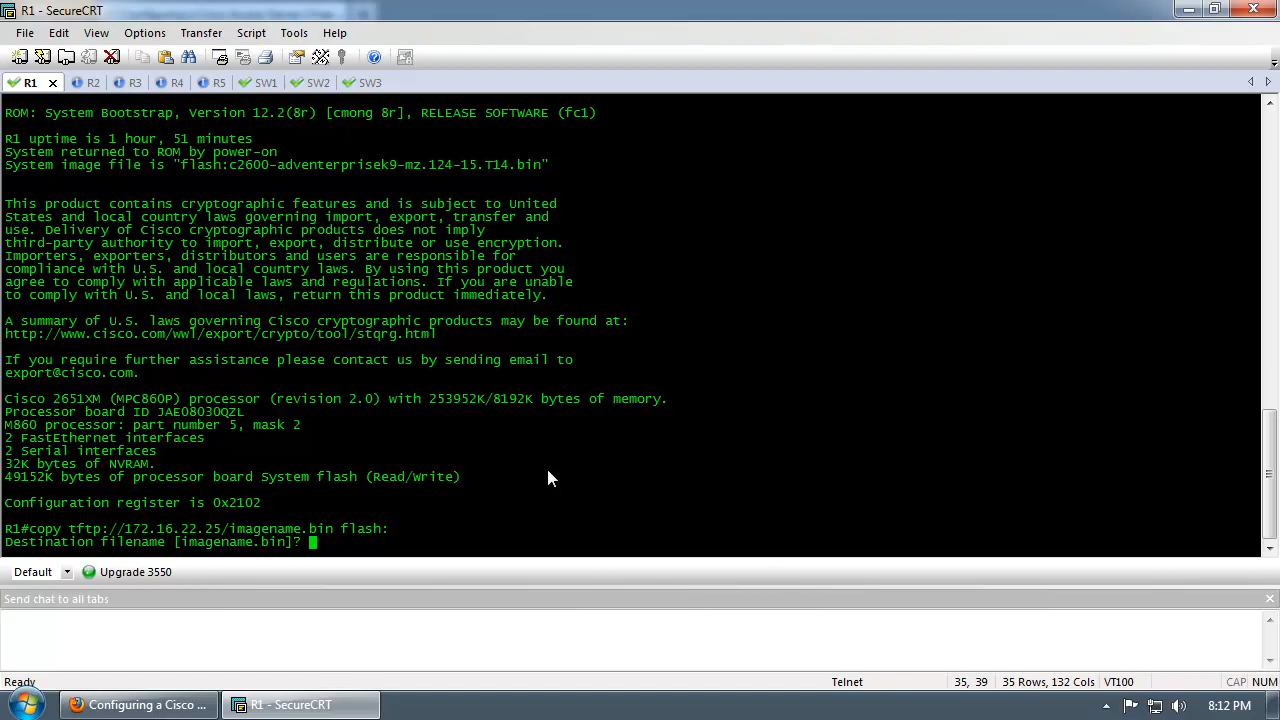 R1 - SecureCRT
File Edit View Options Transfer Script Tools Help
R1 R2 R3 R4 R5 SW1 SW2 SW3
ROM: System Bootstrap, Version 12.2(8r) [cmong 8r], RELEASE SOFTWARE (fc1)
R1 uptime is 1 hour, 51 minutes
System returned to ROM by power-on
System image file is "flash:c2600-adventerprisek9-mz.124-15.T14.bin"
This product contains cryptographic features and is subject to United
States and local country laws governing import, export, transfer and
use. Delivery of Cisco cryptographic products does not imply
third-party authority to import, export, distribute or use encryption.
Importers, exporters, distributors and users are responsible for
compliance with U.S. and local country laws. By using this product you
agree to comply with applicable laws and regulations. If you are unable
to comply with U.S. and local laws, return this product immediately.
A summary of U.S. laws governing Cisco cryptographic products may be found at:
http://www.cisco.com/wwl/export/crypto/tool/stqrg.html
If you require further assistance please contact us by sending email to
export@cisco.com.
Cisco 2651XM (MPC860P) processor (revision 2.0) with 253952K/8192K bytes of memory.
Processor board ID JAE08030QZL
M860 processor: part number 5, mask 2
2 FastEthernet interfaces
2 Serial interfaces
32K bytes of NVRAM.
49152K bytes of processor board System flash (Read/Write)
Configuration register is 0x2102
R1#copy tftp://172.16.22.25/imagename.bin flash:
Destination filename [imagename.bin]?
Default Upgrade 3550
Send chat to all tabs
Ready Telnet 35, 39 35 Rows, 132 Cols VT100 CAP NUM
Configuring a Cisco ... R1 - SecureCRT 8:12 PM